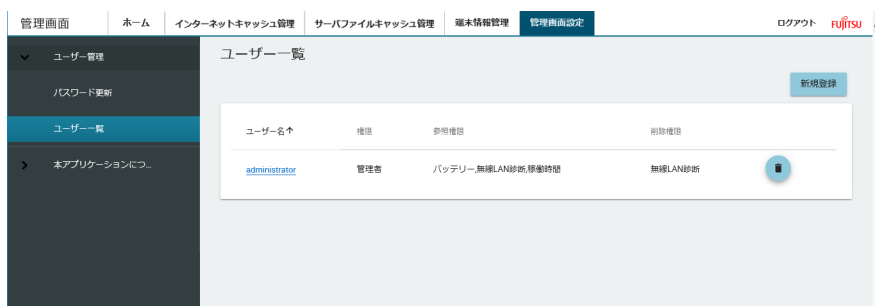 管理画面 ホーム インターネットキャッシュ管理 サーバファイルキャッシュ管理 端末情報管理 管理画面設定 ログアウト FUJITSU
ユーザー管理
パスワード更新
ユーザー一覧
本アプリケーションにつ...
ユーザー一覧
新規登録
ユーザー名↑ 権限 参照権限 削除権限
administrator 管理者 バッテリー,無線LAN診断,稼働時間 無線LAN診断